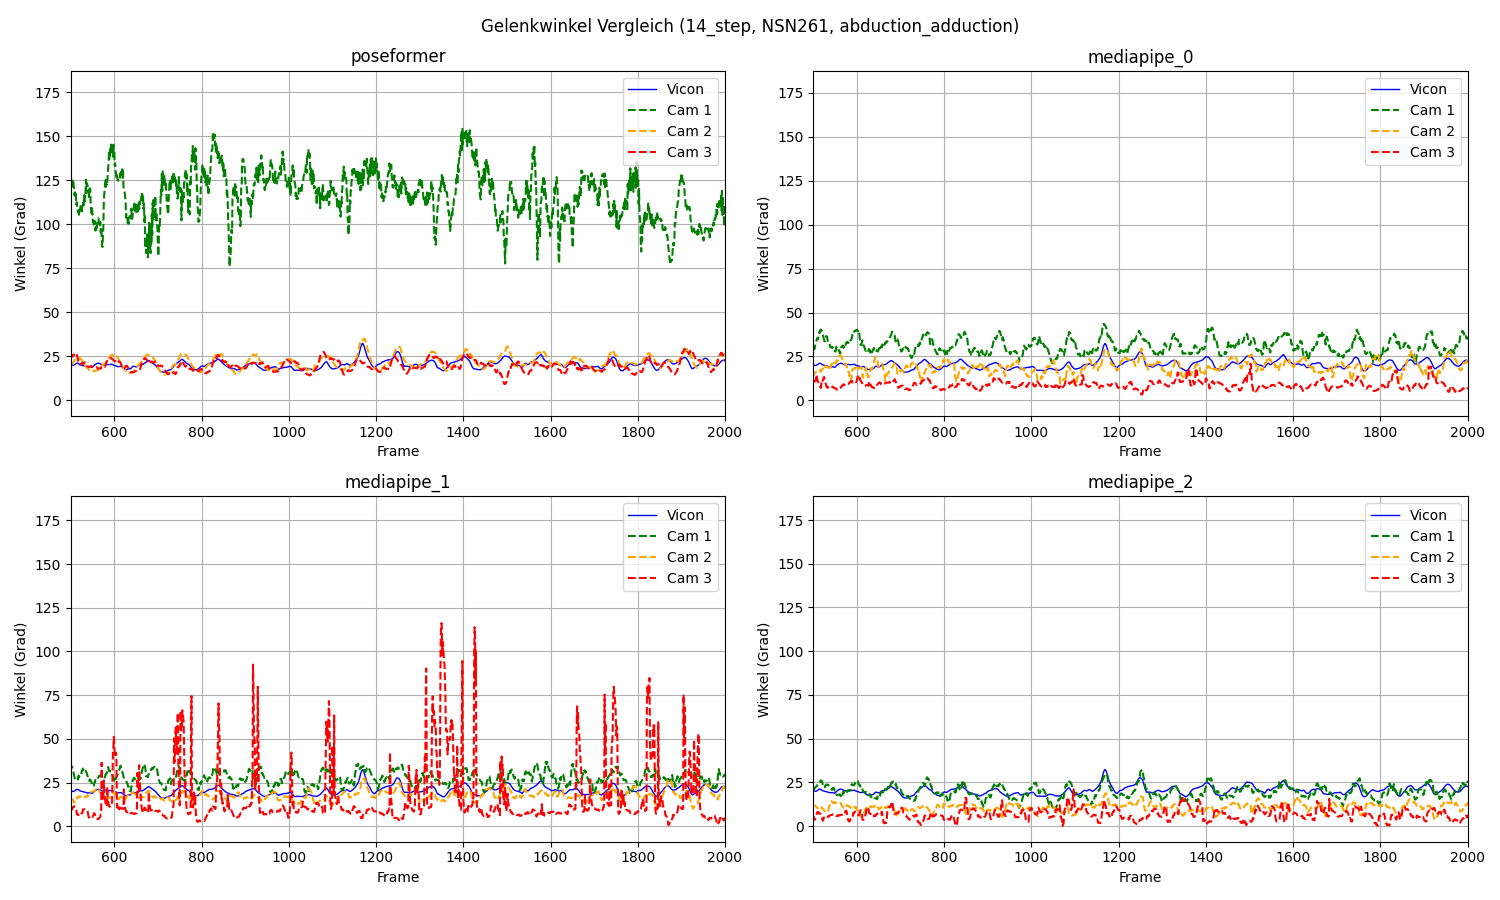 Gelenkwinkel Vergleich (14_step, NSN261, abduction_adduction)
poseformer
Winkel (Grad)
175
150
125
100
75
50
25
0
600 800 1000 1200 1400 1600 1800 2000
Frame
Vicon
Cam 1
Cam 2
Cam 3
mediapipe_0
Winkel (Grad)
175
150
125
100
75
50
25
0
600 800 1000 1200 1400 1600 1800 2000
Frame
Vicon
Cam 1
Cam 2
Cam 3
mediapipe_1
Winkel (Grad)
175
150
125
100
75
50
25
0
600 800 1000 1200 1400 1600 1800 2000
Frame
Vicon
Cam 1
Cam 2
Cam 3
mediapipe_2
Winkel (Grad)
175
150
125
100
75
50
25
0
600 800 1000 1200 1400 1600 1800 2000
Frame
Vicon
Cam 1
Cam 2
Cam 3